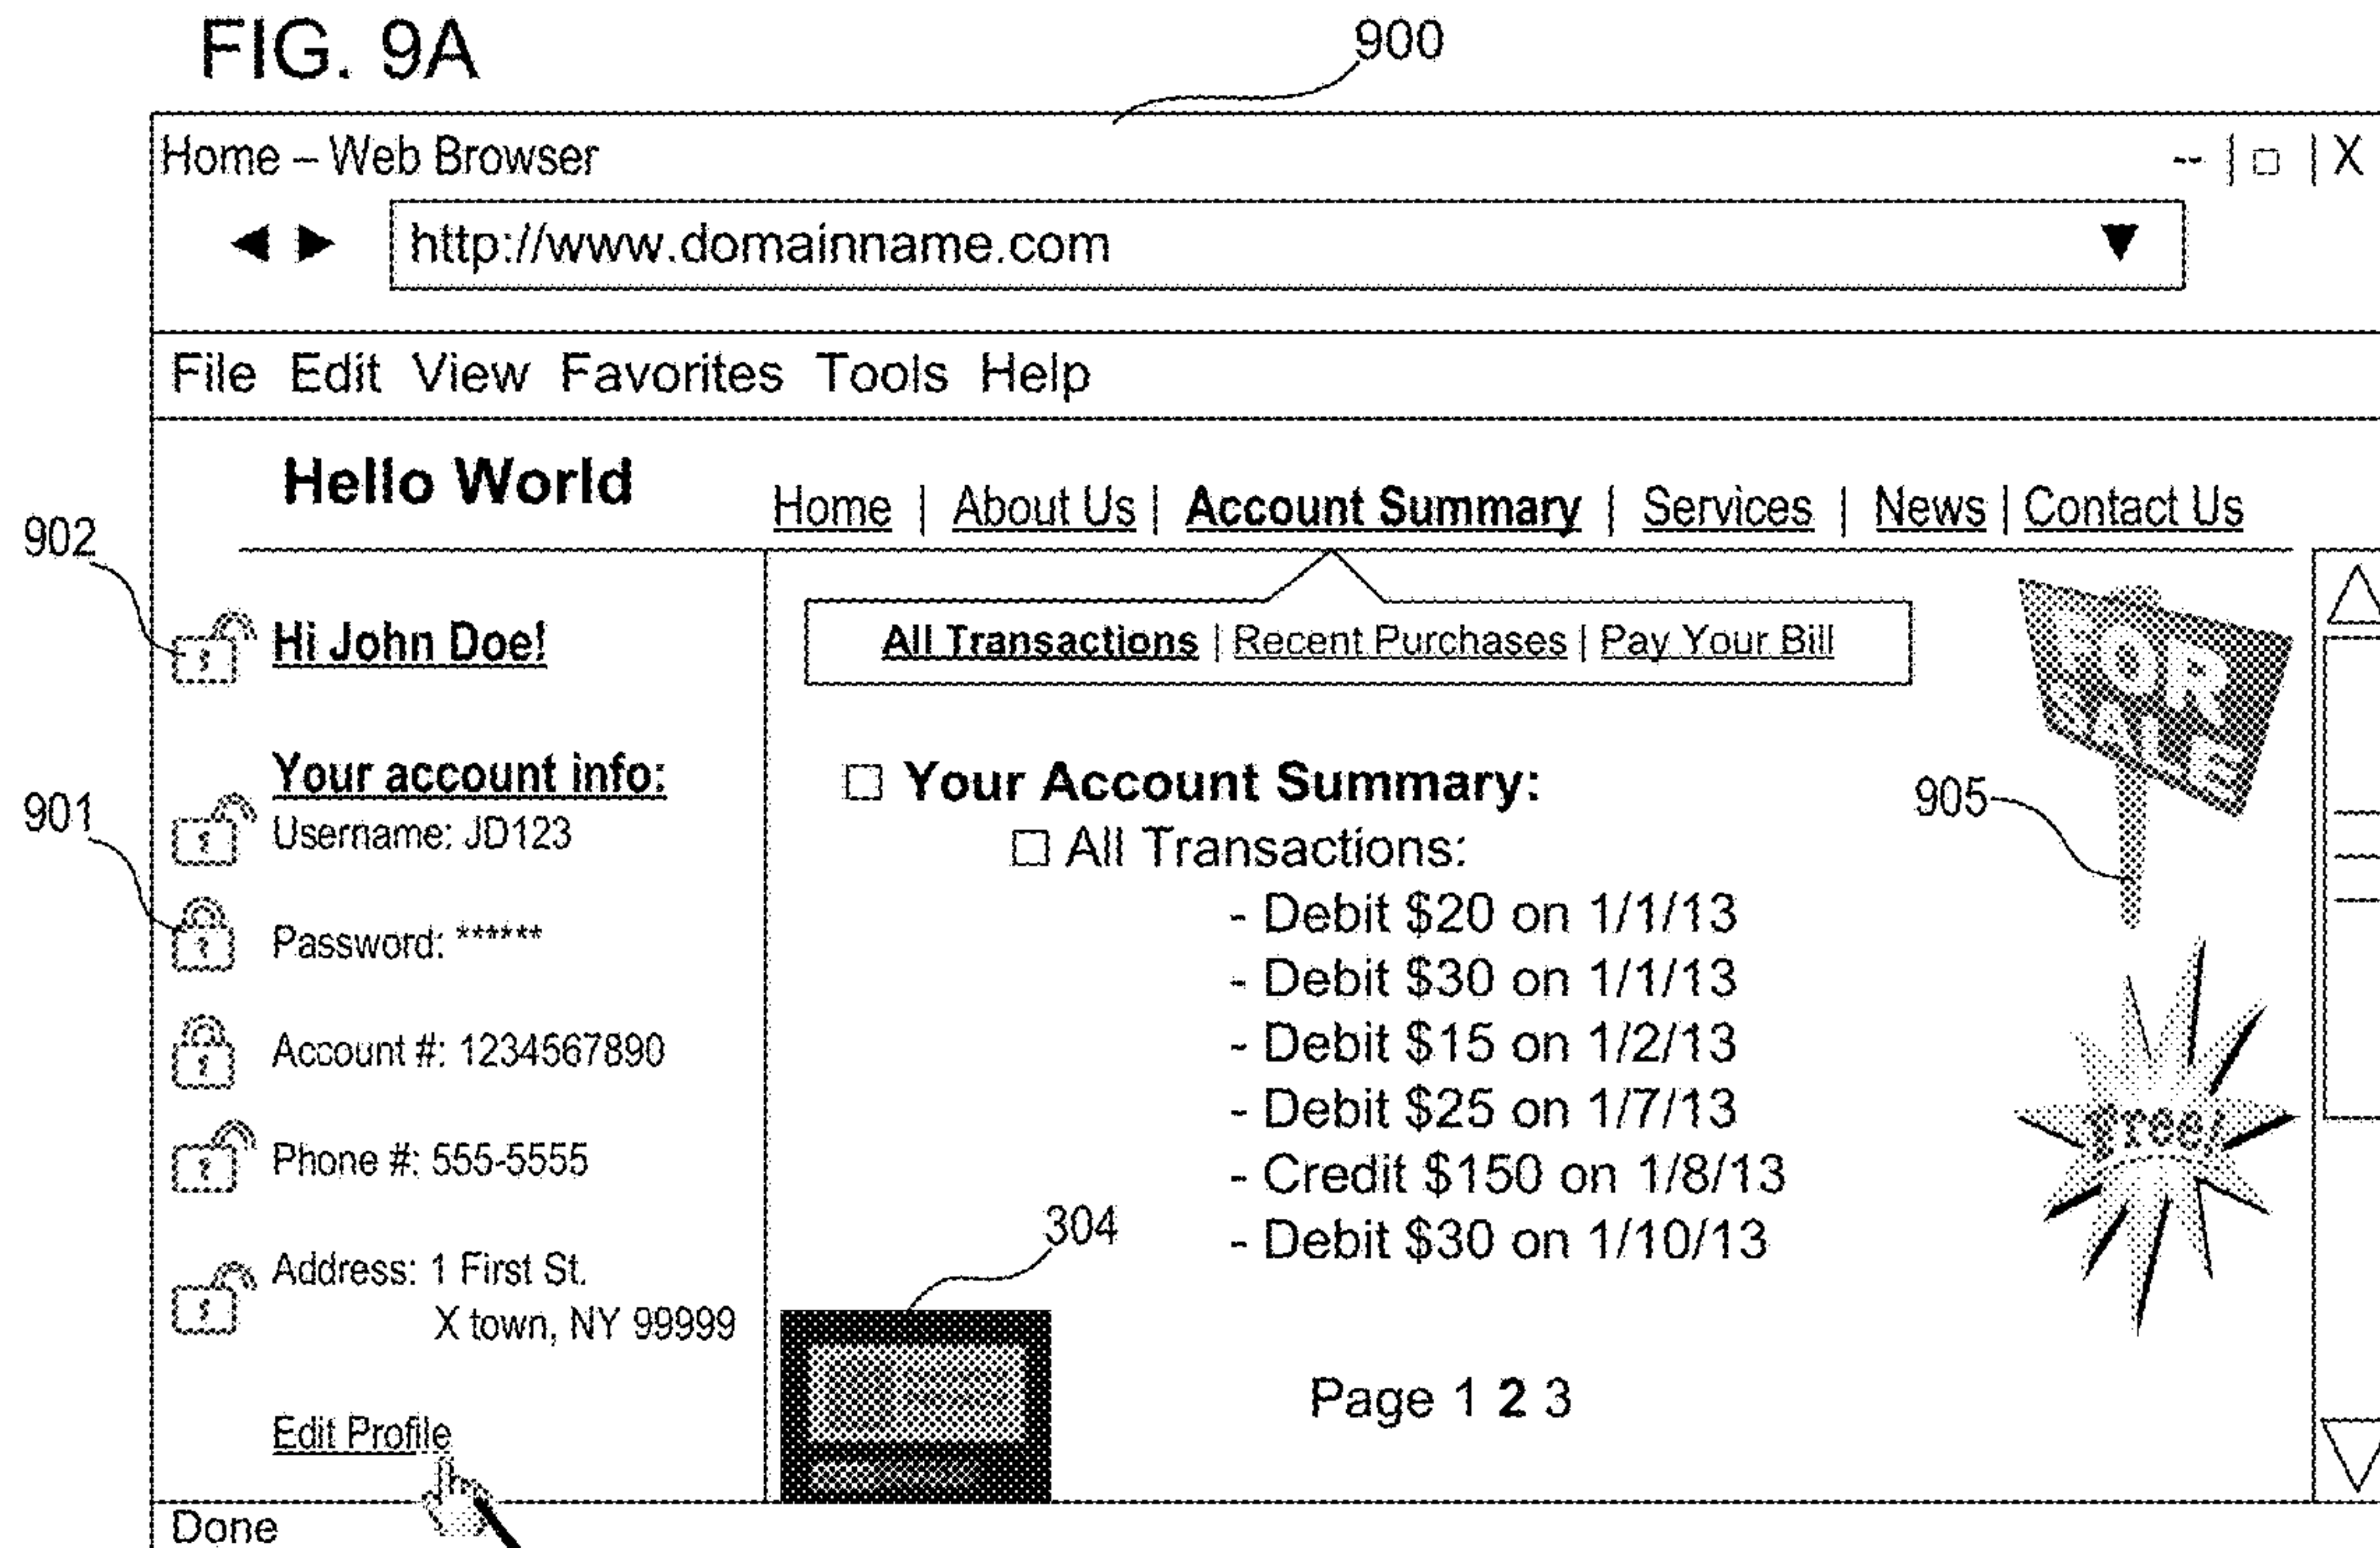 FIG. 9A
900
Home – Web Browser
-- | □ | X
http://www.domainname.com
File Edit View Favorites Tools Help
Hello World
Home | About Us | Account Summary | Services | News | Contact Us
902
Hi John Doe!
All Transactions | Recent Purchases | Pay Your Bill
FOR
SALE
Your account info:
901
Username: JD123
Password: ******
Account #: 1234567890
Phone #: 555-5555
Address: 1 First St.
X town, NY 99999
Edit Profile
□ Your Account Summary:
905
□ All Transactions:
- Debit $20 on 1/1/13
- Debit $30 on 1/1/13
- Debit $15 on 1/2/13
- Debit $25 on 1/7/13
- Credit $150 on 1/8/13
- Debit $30 on 1/10/13
304
Page 1 2 3
Done